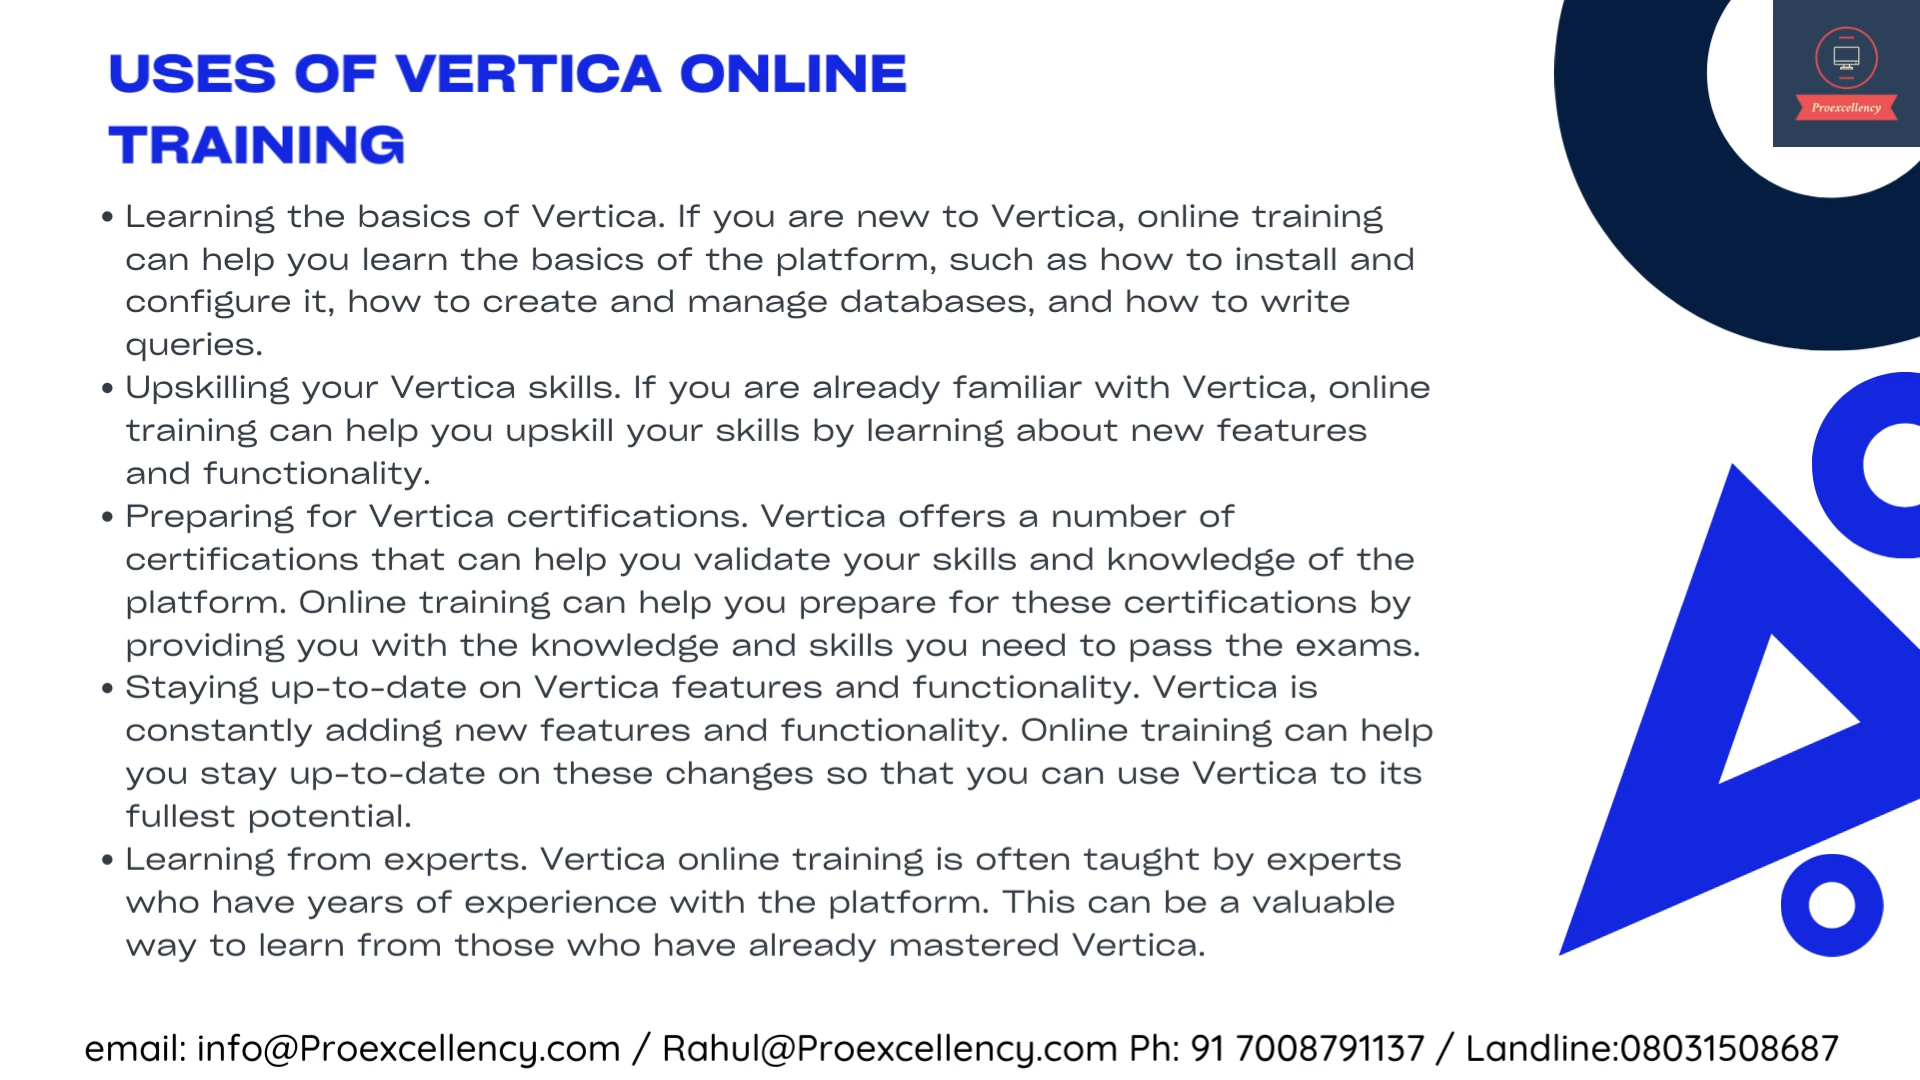 USES OF VERTICA ONLINE
TRAINING
Proexcellency
• Learning the basics of Vertica. If you are new to Vertica, online training
can help you learn the basics of the platform, such as how to install and
configure it, how to create and manage databases, and how to write
queries.
• Upskilling your Vertica skills. If you are already familiar with Vertica, online
training can help you upskill your skills by learning about new features
and functionality.
• Preparing for Vertica certifications. Vertica offers a number of
certifications that can help you validate your skills and knowledge of the
platform. Online training can help you prepare for these certifications by
providing you with the knowledge and skills you need to pass the exams.
• Staying up-to-date on Vertica features and functionality. Vertica is
constantly adding new features and functionality. Online training can help
you stay up-to-date on these changes so that you can use Vertica to its
fullest potential.
• Learning from experts. Vertica online training is often taught by experts
who have years of experience with the platform. This can be a valuable
way to learn from those who have already mastered Vertica.
email: info@Proexcellency.com / Rahul@Proexcellency.com Ph: 91 7008791137 / Landline:08031508687